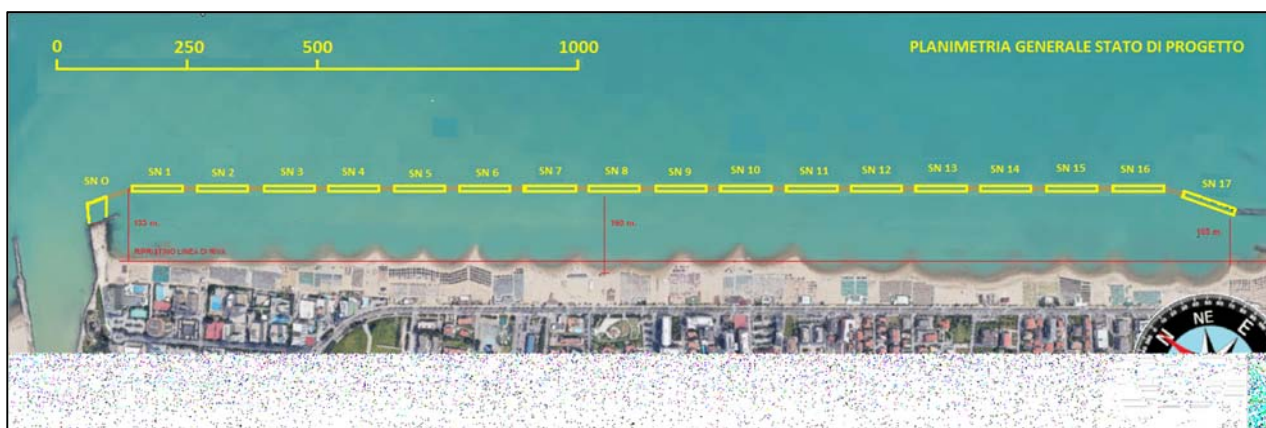 0 250 500 1000
PLANIMETRIA GENERALE STATO DI PROGETTO
SN O SN 1 SN 2 SN 3 SN 4 SN 5 SN 6 SN 7 SN 8 SN 9 SN 10 SN 11 SN 12 SN 13 SN 14 SN 15 SN 16 SN 17
RIPRISTINO LINEA DI RIVA
N NE E